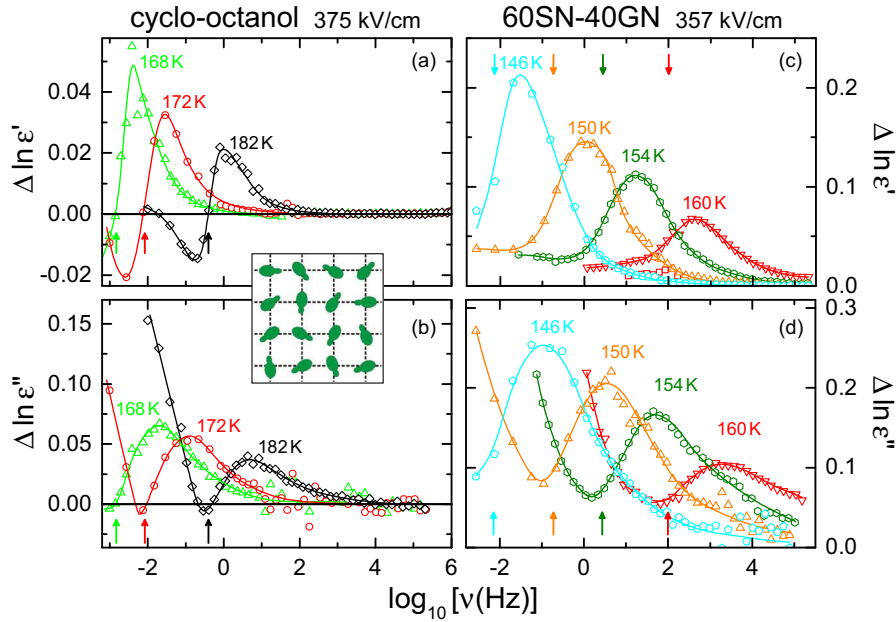 cyclo-octanol 375 kV/cm
60SN-40GN 357 kV/cm
(a)
168 K
172 K
182 K
0.04
0.02
0.00
-0.02
Δ ln ε'
(c)
146 K
150 K
154 K
160 K
0.2
0.1
0.0
Δ ln ε'
(b)
168 K
172 K
182 K
0.15
0.10
0.05
0.00
Δ ln ε''
(d)
146 K
150 K
154 K
160 K
0.3
0.2
0.1
0.0
Δ ln ε''
-2 0 2 4 6
-2 0 2 4
log10 [ν(Hz)]